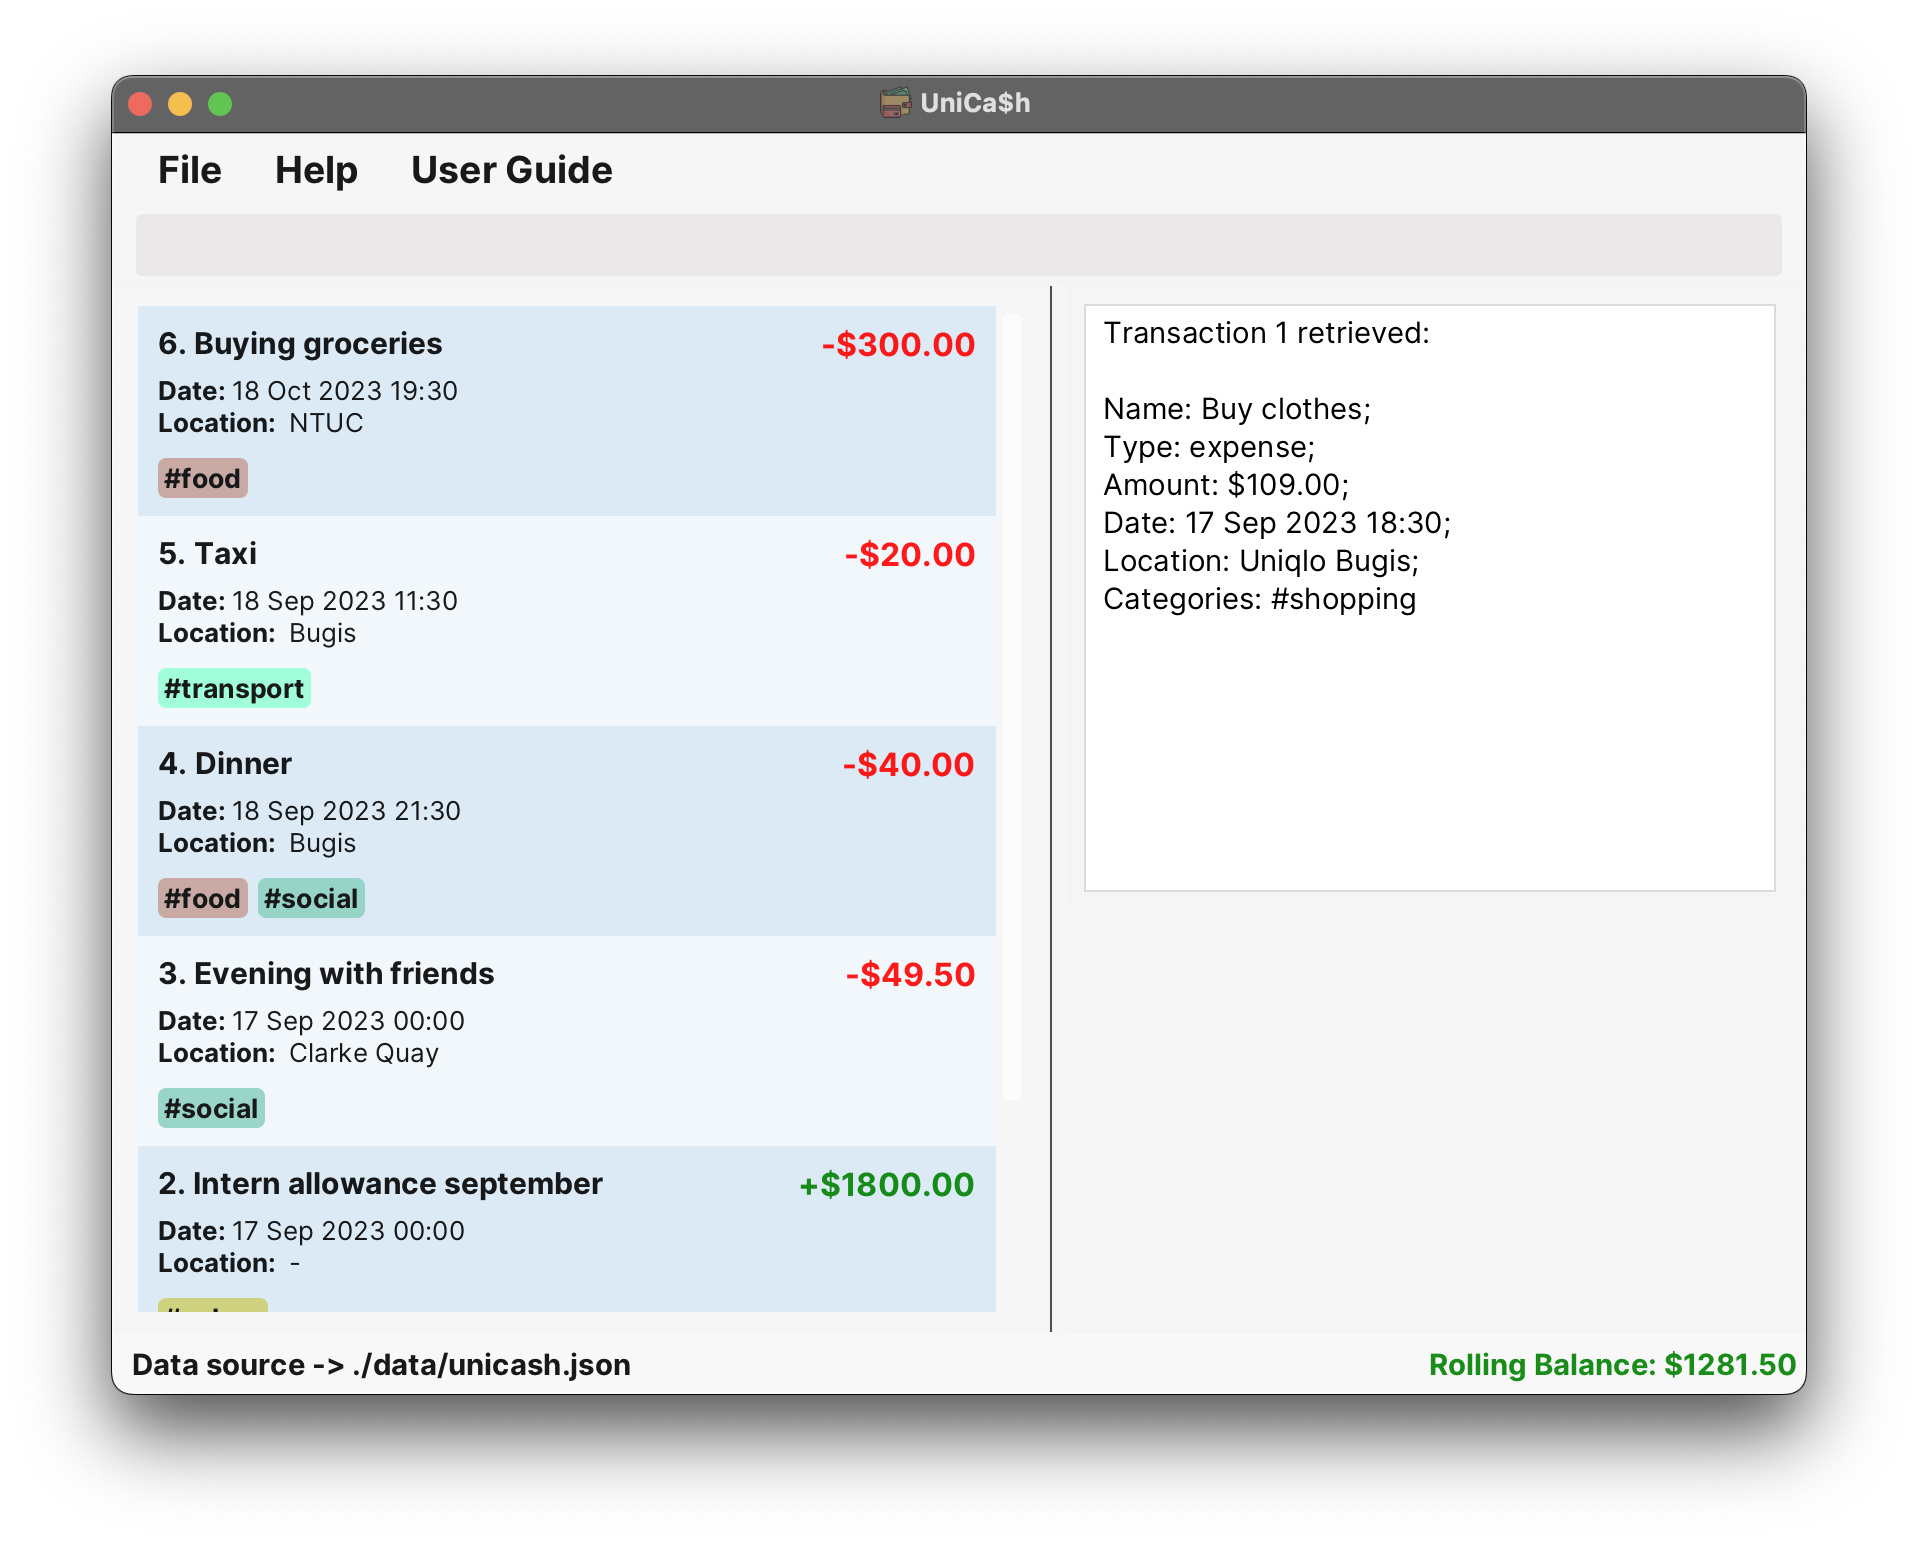 UniCa$h
File Help User Guide
6. Buying groceries -$300.00
Date: 18 Oct 2023 19:30
Location: NTUC
#food
5. Taxi -$20.00
Date: 18 Sep 2023 11:30
Location: Bugis
#transport
4. Dinner -$40.00
Date: 18 Sep 2023 21:30
Location: Bugis
#food #social
3. Evening with friends -$49.50
Date: 17 Sep 2023 00:00
Location: Clarke Quay
#social
2. Intern allowance september +$1800.00
Date: 17 Sep 2023 00:00
Location: -
Transaction 1 retrieved:
Name: Buy clothes;
Type: expense;
Amount: $109.00;
Date: 17 Sep 2023 18:30;
Location: Uniqlo Bugis;
Categories: #shopping
Data source -> ./data/unicash.json
Rolling Balance: $1281.50